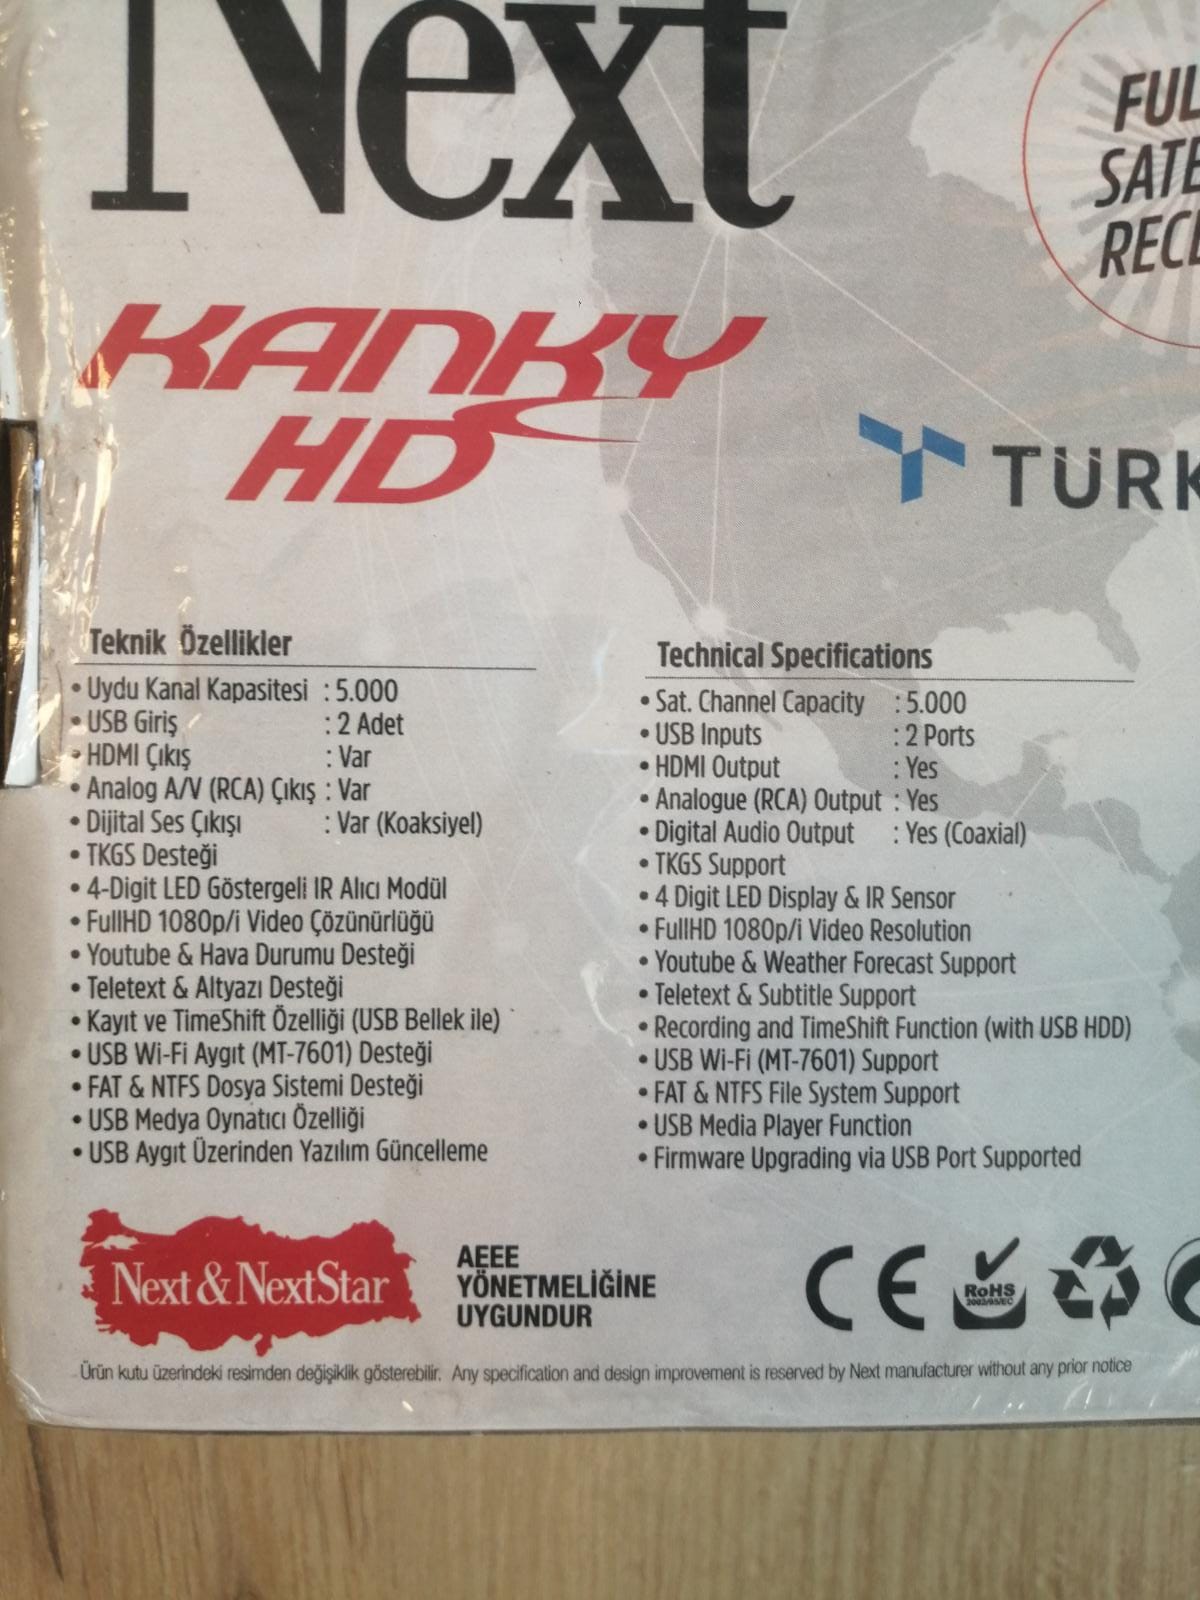 Next
KANKY
HD
Teknik Özellikler
• Uydu Kanal Kapasitesi : 5.000
• USB Giriş : 2 Adet
• HDMI Çıkış : Var
• Analog A/V (RCA) Çıkış : Var
• Dijital Ses Çıkışı : Var (Koaksiyel)
• TKGS Desteği
• 4-Digit LED Göstergeli IR Alıcı Modül
• FullHD 1080p/i Video Çözünürlüğü
• Youtube & Hava Durumu Desteği
• Teletext & Altyazı Desteği
• Kayıt ve TimeShift Özelliği (USB Bellek ile)
• USB Wi-Fi Aygıt (MT-7601) Desteği
• FAT & NTFS Dosya Sistemi Desteği
• USB Medya Oynatıcı Özelliği
• USB Aygıt Üzerinden Yazılım Güncelleme
FUL
SATE
RECE
TÜRK
Technical Specifications
• Sat. Channel Capacity : 5.000
• USB Inputs : 2 Ports
• HDMI Output : Yes
• Analogue (RCA) Output : Yes
• Digital Audio Output : Yes (Coaxial)
• TKGS Support
• 4 Digit LED Display & IR Sensor
• FullHD 1080p/i Video Resolution
• Youtube & Weather Forecast Support
• Teletext & Subtitle Support
• Recording and TimeShift Function (with USB HDD)
• USB Wi-Fi (MT-7601) Support
• FAT & NTFS File System Support
• USB Media Player Function
• Firmware Upgrading via USB Port Supported
Next & NextStar
AEEE
YÖNETMELİĞİNE
UYGUNDUR
CE
RoHS
2002/95/EC
Ürün kutu üzerindeki resimden değişiklik gösterebilir. Any specification and design improvement is reserved by Next manufacturer without any prior notice